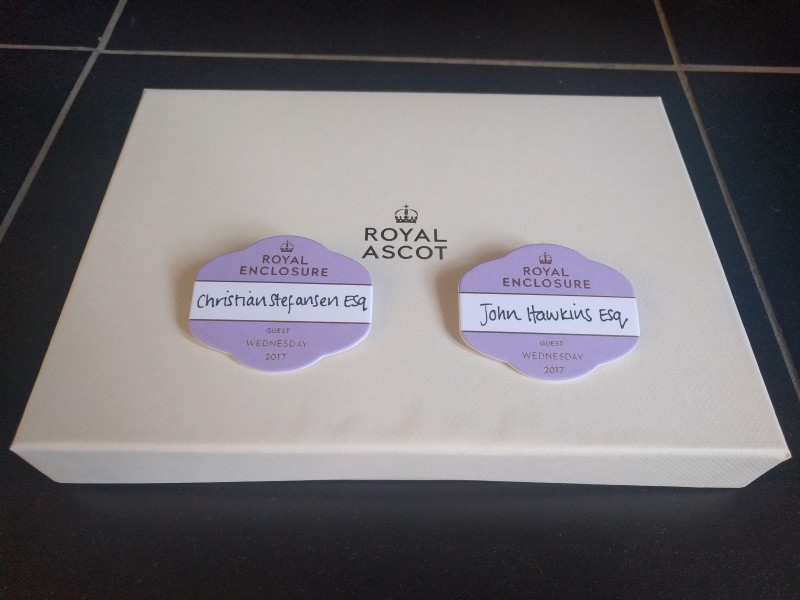 ROYAL
ASCOT
ROYAL
ENCLOSURE
Christian Stefansen Esq
GUEST
WEDNESDAY
2017
ROYAL
ENCLOSURE
John Hawkins Esq
GUEST
WEDNESDAY
2017